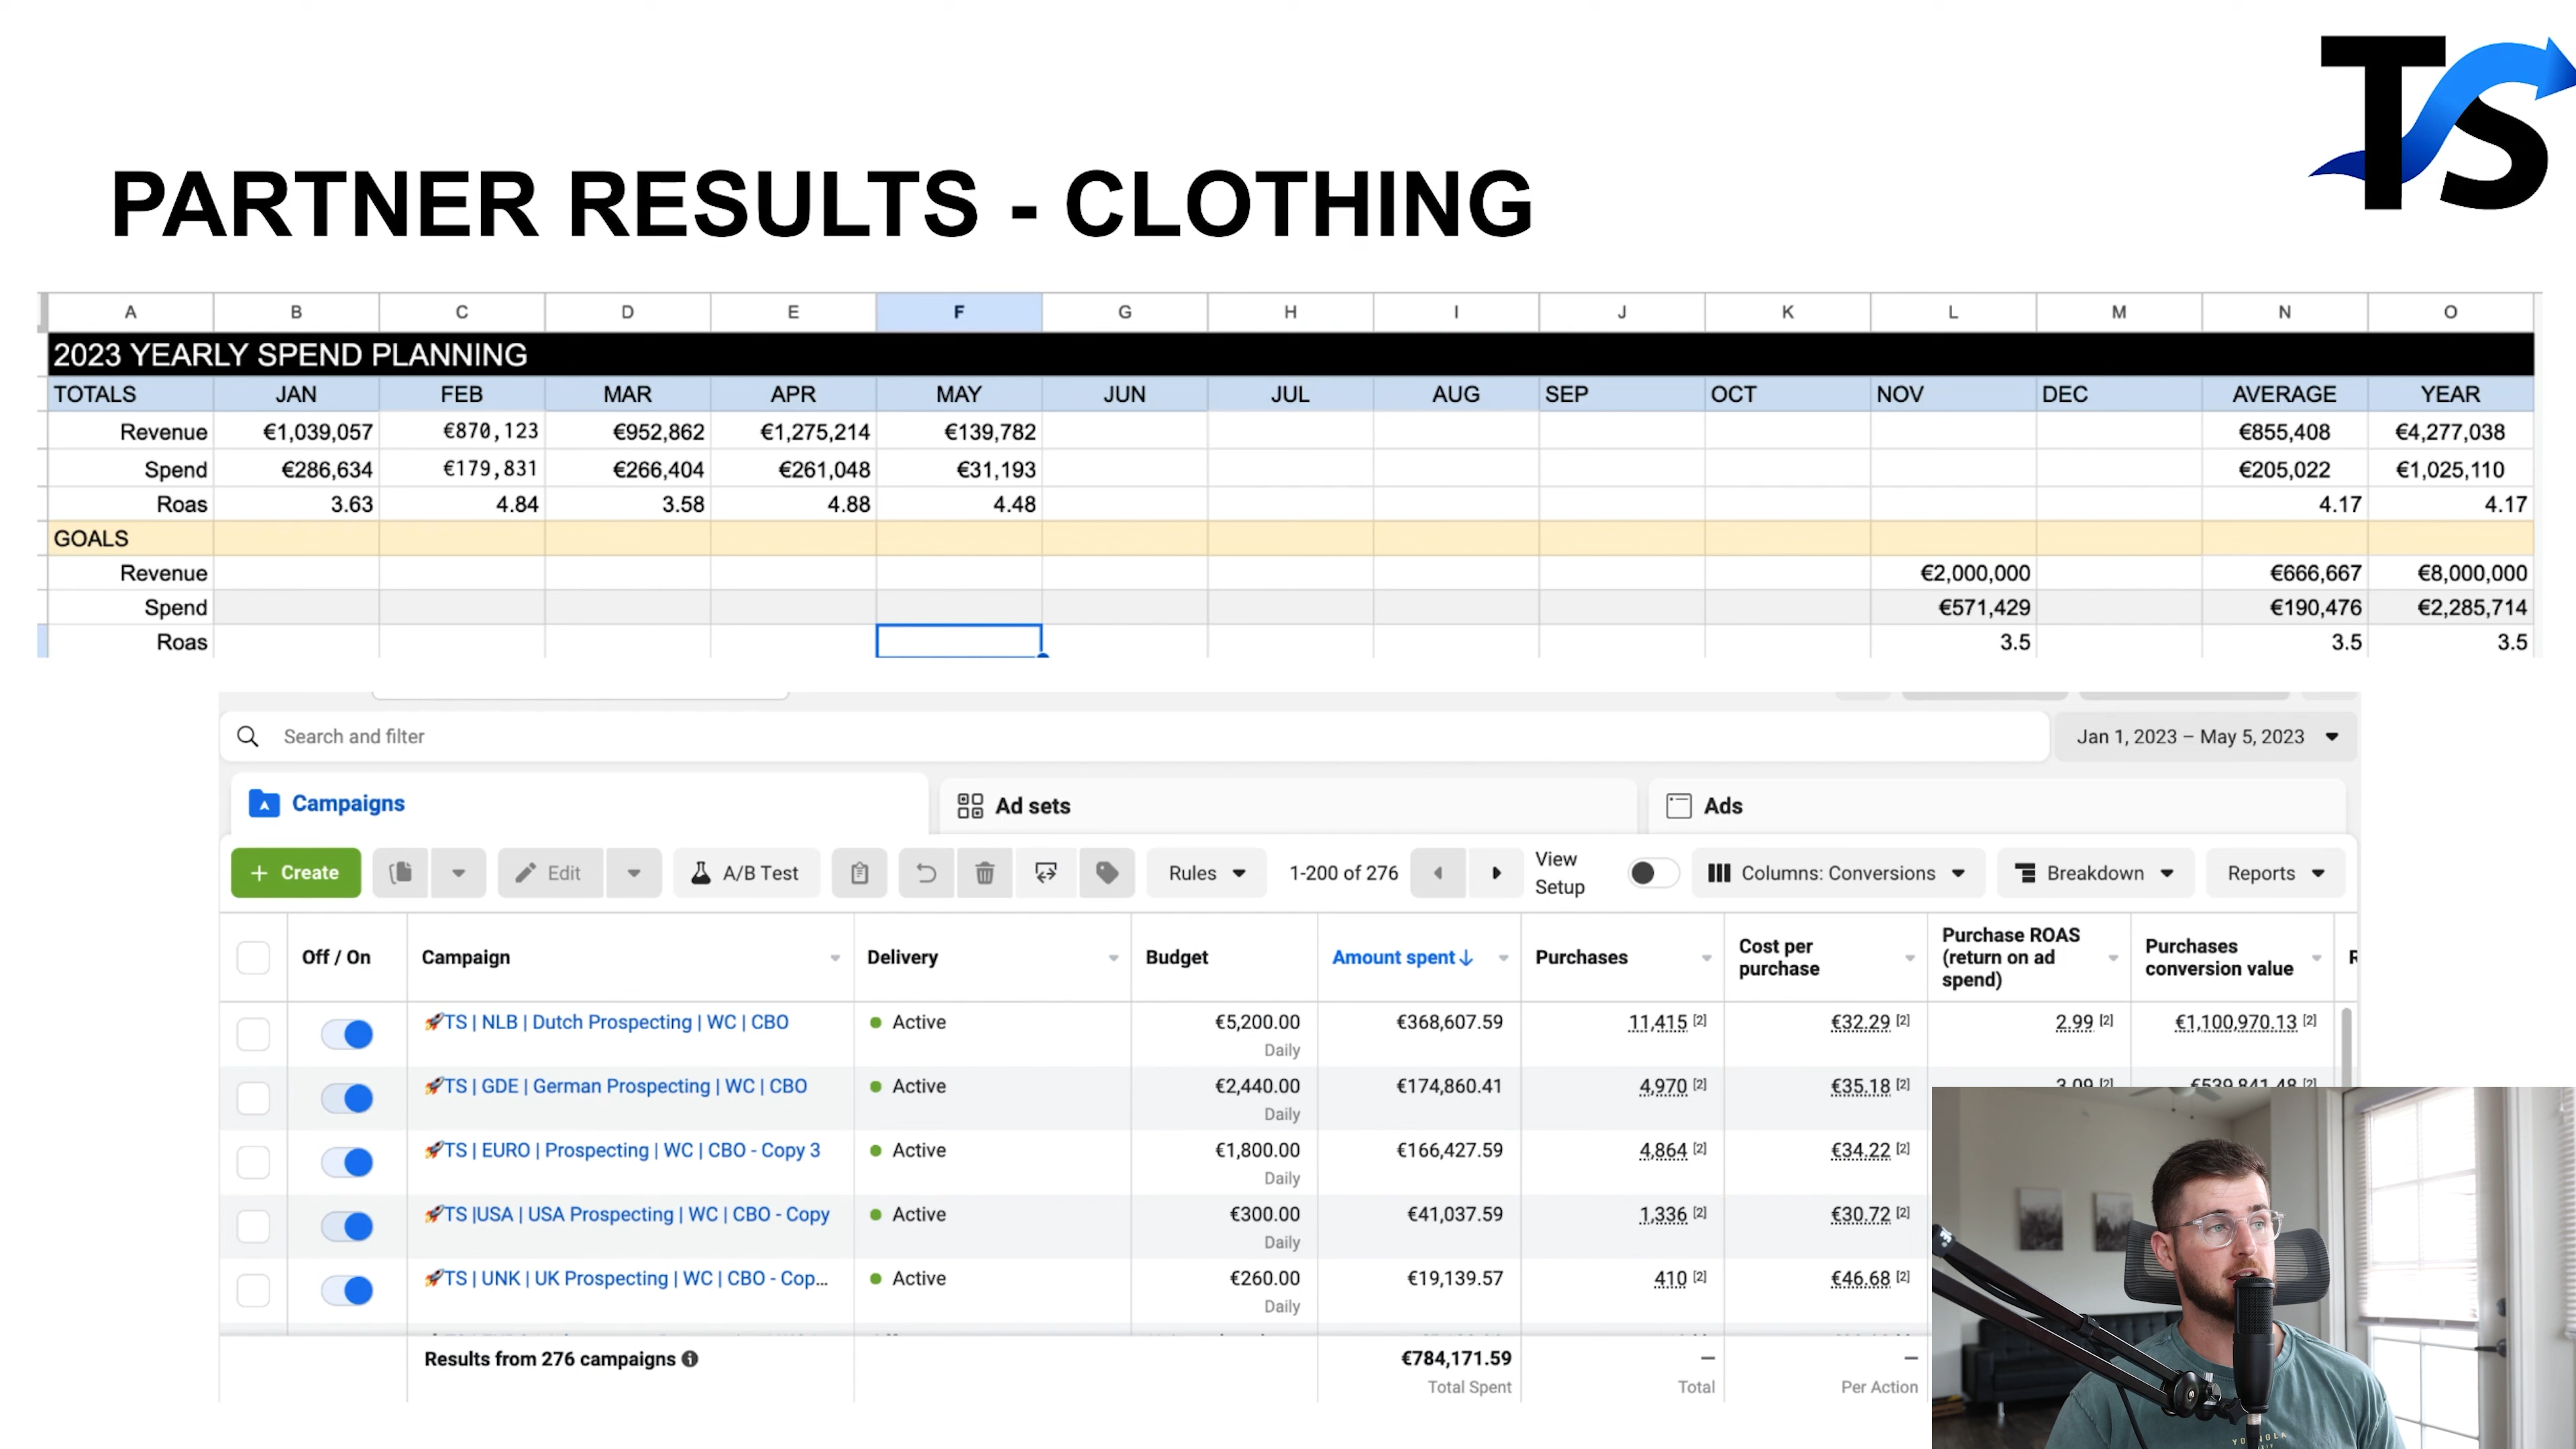 TS
PARTNER RESULTS - CLOTHING
A B C D E F G H I J K L M N O
2023 YEARLY SPEND PLANNING
TOTALS JAN FEB MAR APR MAY JUN JUL AUG SEP OCT NOV DEC AVERAGE YEAR
Revenue €1,039,057 €870,123 €952,862 €1,275,214 €139,782 €855,408 €4,277,038
Spend €286,634 €179,831 €266,404 €261,048 €31,193 €205,022 €1,025,110
Roas 3.63 4.84 3.58 4.88 4.48 4.17 4.17
GOALS
Revenue €2,000,000 €666,667 €8,000,000
Spend €571,429 €190,476 €2,285,714
Roas 3.5 3.5 3.5
Search and filter Jan 1, 2023 – May 5, 2023
Campaigns Ad sets Ads
+ Create Edit A/B Test Rules 1-200 of 276 View Setup Columns: Conversions Breakdown Reports
Off / On Campaign Delivery Budget Amount spent↓ Purchases Cost per purchase Purchase ROAS (return on ad spend) Purchases conversion value
🚀TS | NLB | Dutch Prospecting | WC | CBO Active €5,200.00 €368,607.59 11,415 [2] €32.29 [2] 2.99 [2] €1,100,970.13 [2]
Daily
🚀TS | GDE | German Prospecting | WC | CBO Active €2,440.00 €174,860.41 4,970 [2] €35.18 [2] 3.09 [2] €539,841.48 [2]
Daily
🚀TS | EURO | Prospecting | WC | CBO - Copy 3 Active €1,800.00 €166,427.59 4,864 [2] €34.22 [2]
Daily
🚀TS |USA | USA Prospecting | WC | CBO - Copy Active €300.00 €41,037.59 1,336 [2] €30.72 [2]
Daily
🚀TS | UNK | UK Prospecting | WC | CBO - Cop... Active €260.00 €19,139.57 410 [2] €46.68 [2]
Daily
Results from 276 campaigns €784,171.59 — —
Total Spent Total Per Action